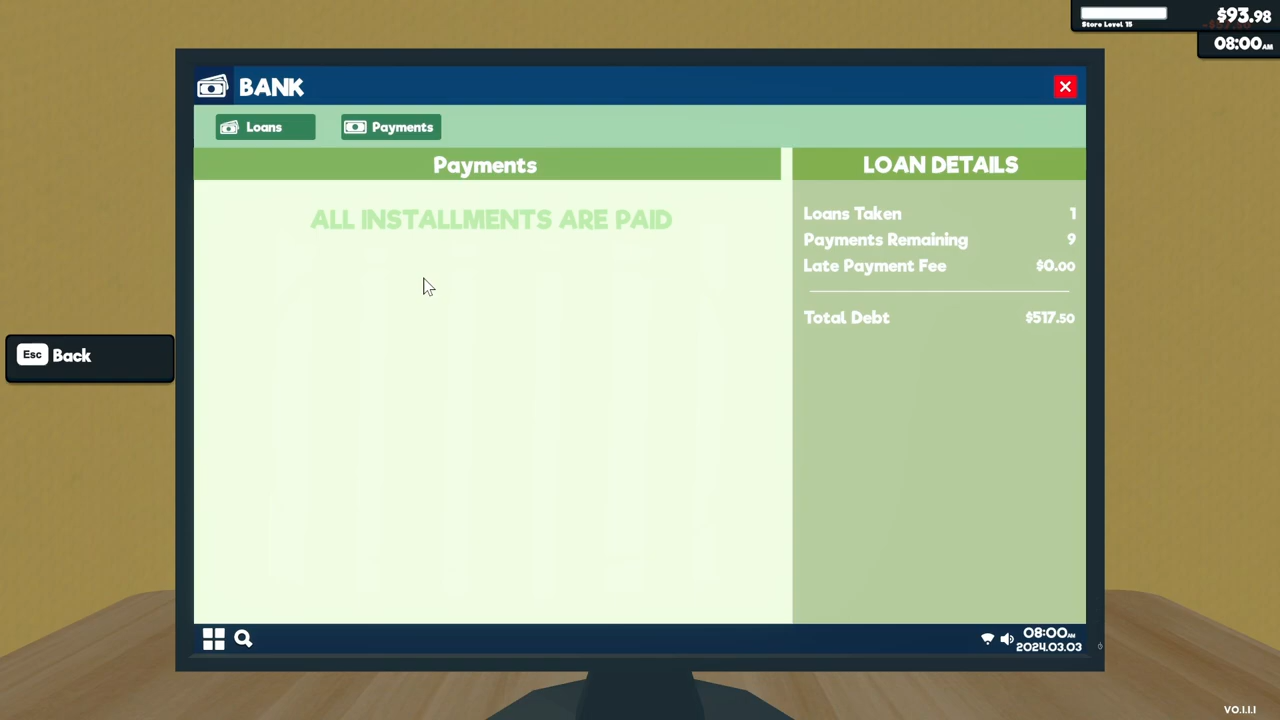 $93.98
Store Level 15
08:00AM
BANK
Loans
Payments
Payments
LOAN DETAILS
ALL INSTALLMENTS ARE PAID
Loans Taken 1
Payments Remaining 9
Late Payment Fee $0.00
Total Debt $517.50
Esc Back
08:00AM
2024.03.03
V0.1.1.1